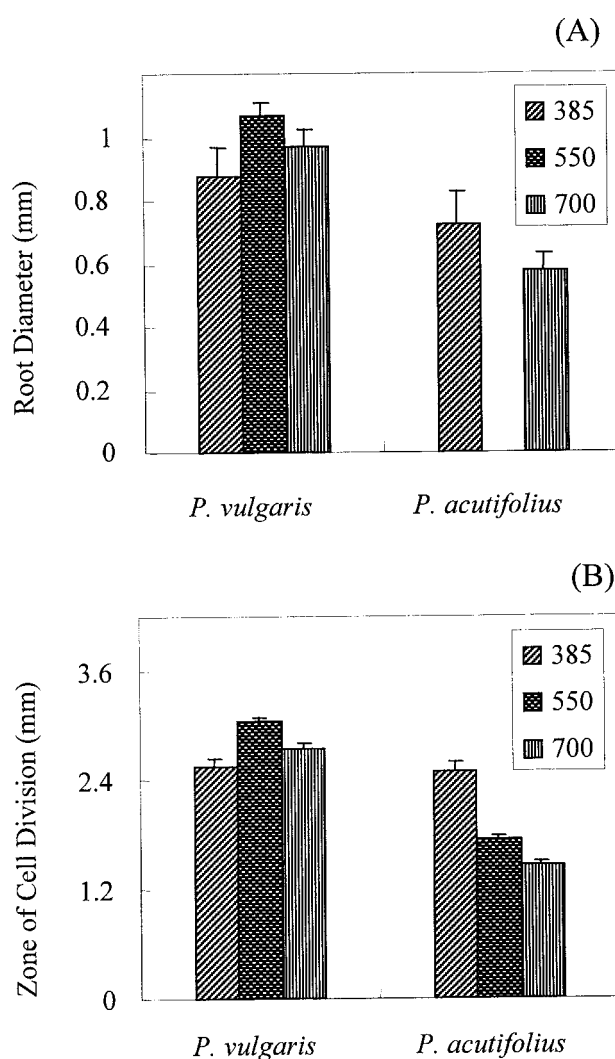 (A)
385
550
700
1
0.8
0.6
0.4
0.2
0
Root Diameter (mm)
P. vulgaris P. acutifolius
(B)
385
550
700
3.6
2.4
1.2
0
Zone of Cell Division (mm)
P. vulgaris P. acutifolius